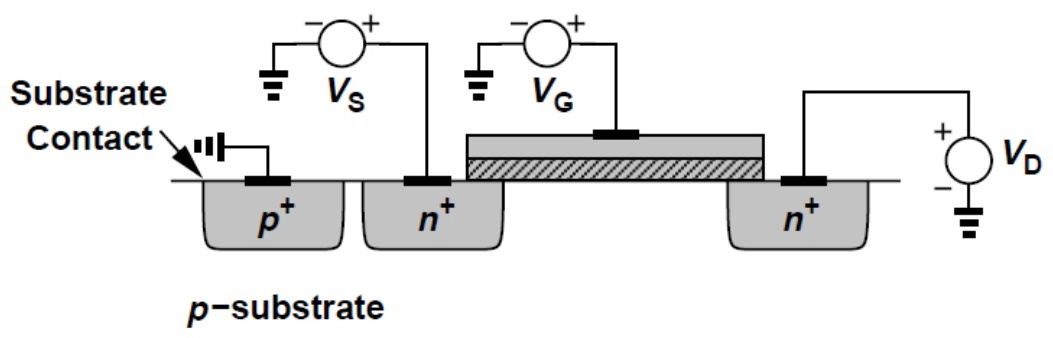 − +
V_S
− +
V_G
Substrate
Contact
+
V_D
−
p^+
n^+
n^+
p−substrate